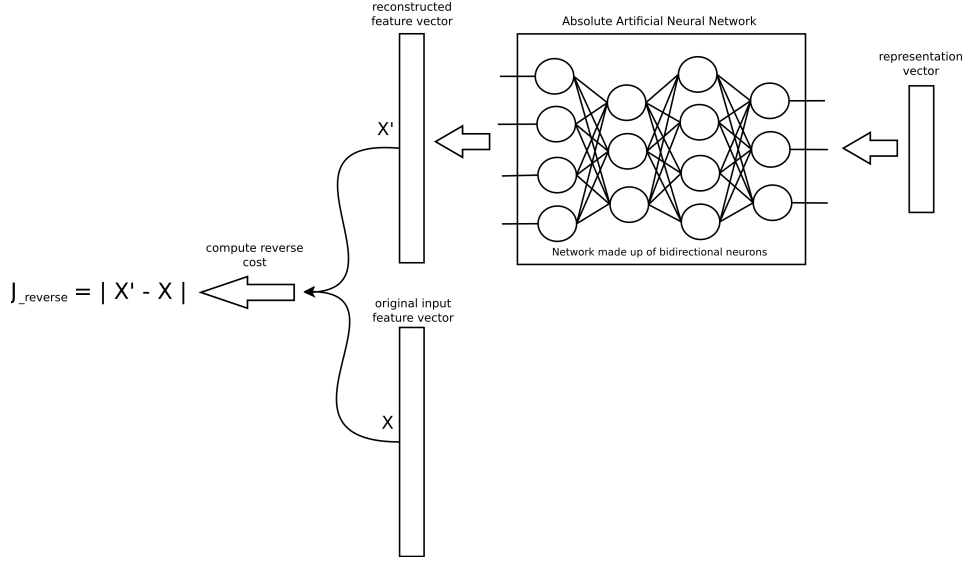 reconstructed
feature vector
Absolute Artificial Neural Network
representation
vector
X'
Network made up of bidirectional neurons
compute reverse
cost
J_reverse = | X' - X |
original input
feature vector
X